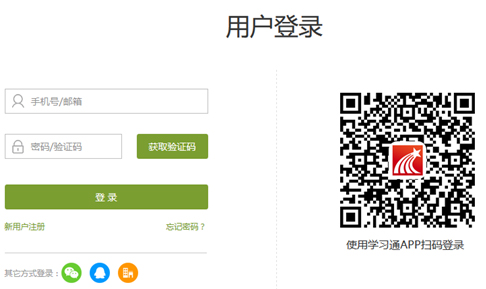 用户登录
手机号/邮箱
密码/验证码
获取验证码
登录
新用户注册
忘记密码？
其它方式登录：
使用学习通APP扫码登录